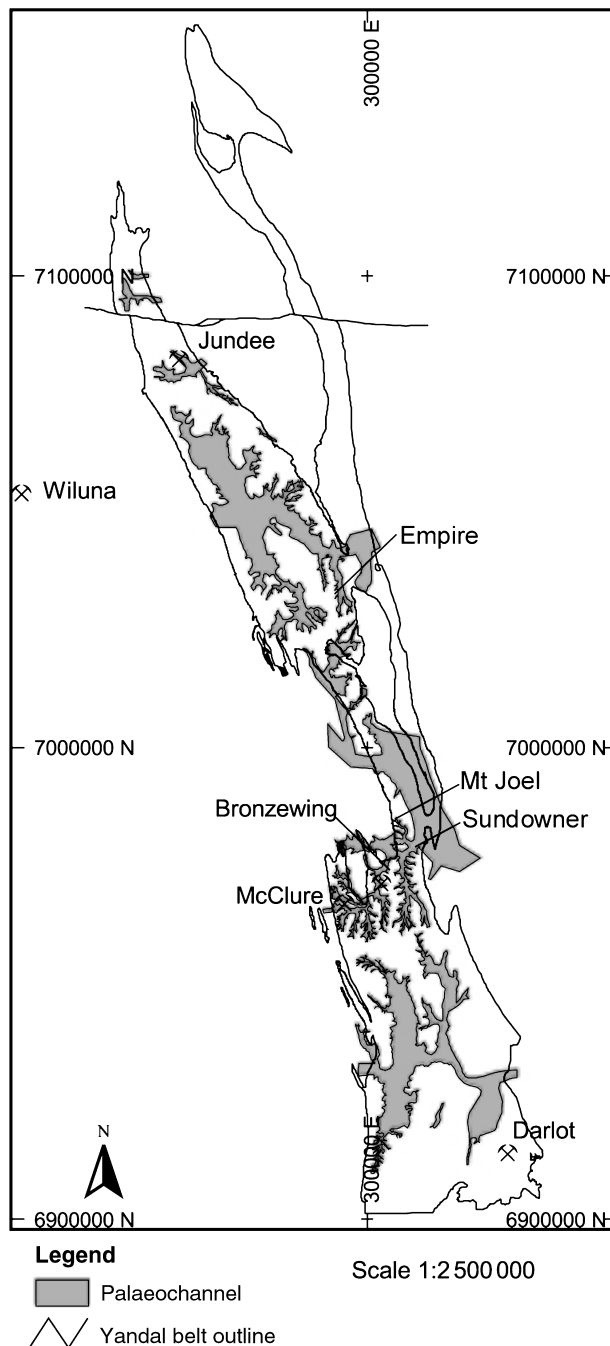 300000 E
7100000 N
7100000 N
Jundee
Wiluna
Empire
7000000 N
7000000 N
Mt Joel
Bronzewing
Sundowner
McClure
N
300000 E
Darlot
6900000 N
6900000 N
Legend
Scale 1:2 500 000
Palaeochannel
Yandal belt outline